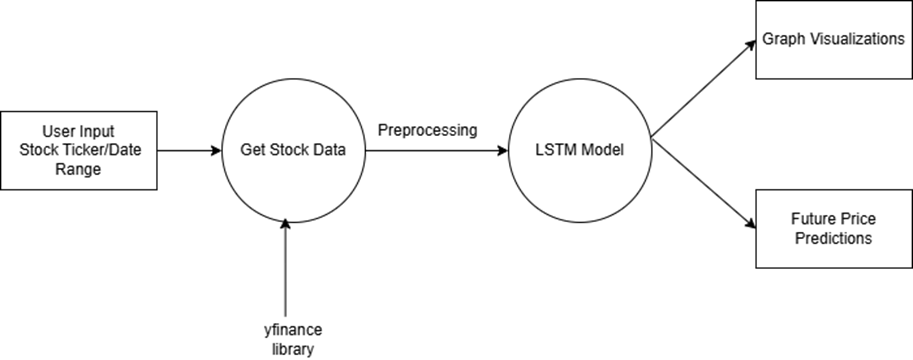 Graph Visualizations
User Input
Stock Ticker/Date
Range
Get Stock Data
Preprocessing
LSTM Model
Future Price
Predictions
yfinance
library